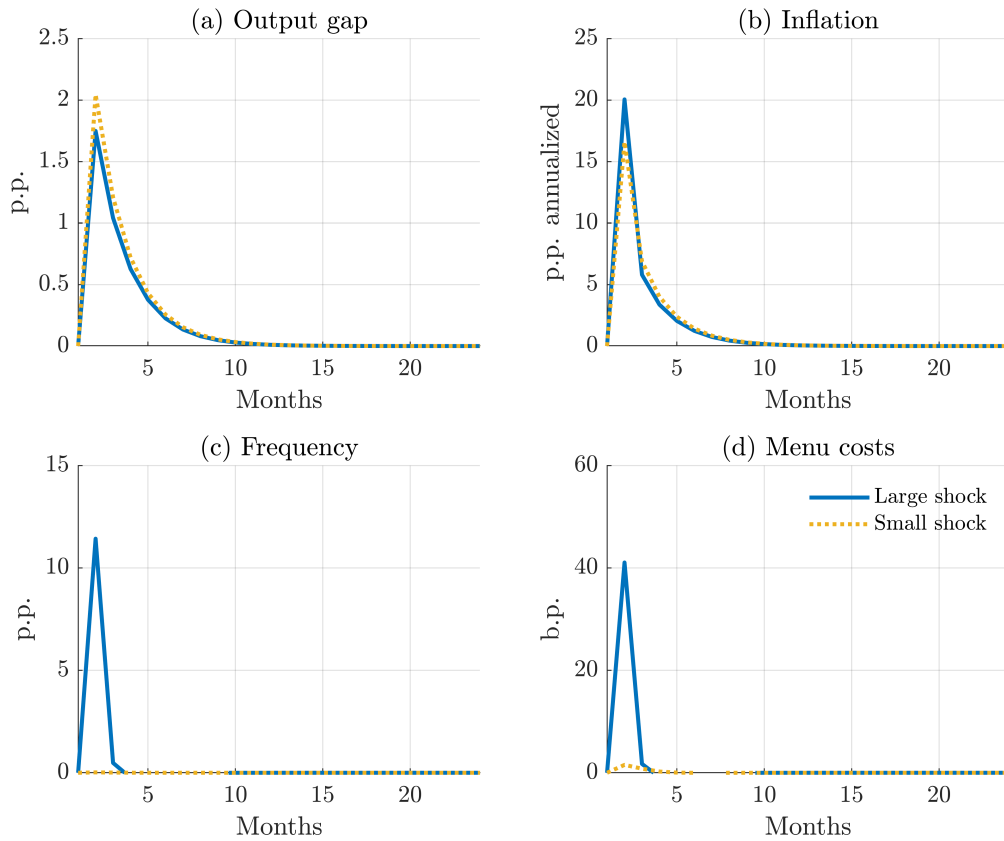 (a) Output gap
2.5
2
1.5
1
0.5
0
p.p.
5
10
15
20
Months
(b) Inflation
25
20
15
10
5
0
p.p. annualized
5
10
15
20
Months
(c) Frequency
15
10
5
0
p.p.
5
10
15
20
Months
(d) Menu costs
60
40
20
0
b.p.
Large shock
Small shock
5
10
15
20
Months